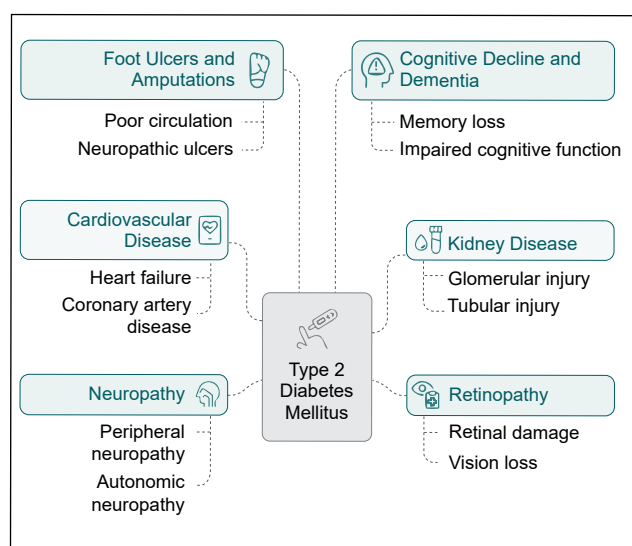 Foot Ulcers and
Amputations
Poor circulation
Neuropathic ulcers
Cognitive Decline and
Dementia
Memory loss
Impaired cognitive function
Cardiovascular
Disease
Heart failure
Coronary artery
disease
Kidney Disease
Glomerular injury
Tubular injury
Type 2
Diabetes
Mellitus
Neuropathy
Peripheral
neuropathy
Autonomic
neuropathy
Retinopathy
Retinal damage
Vision loss